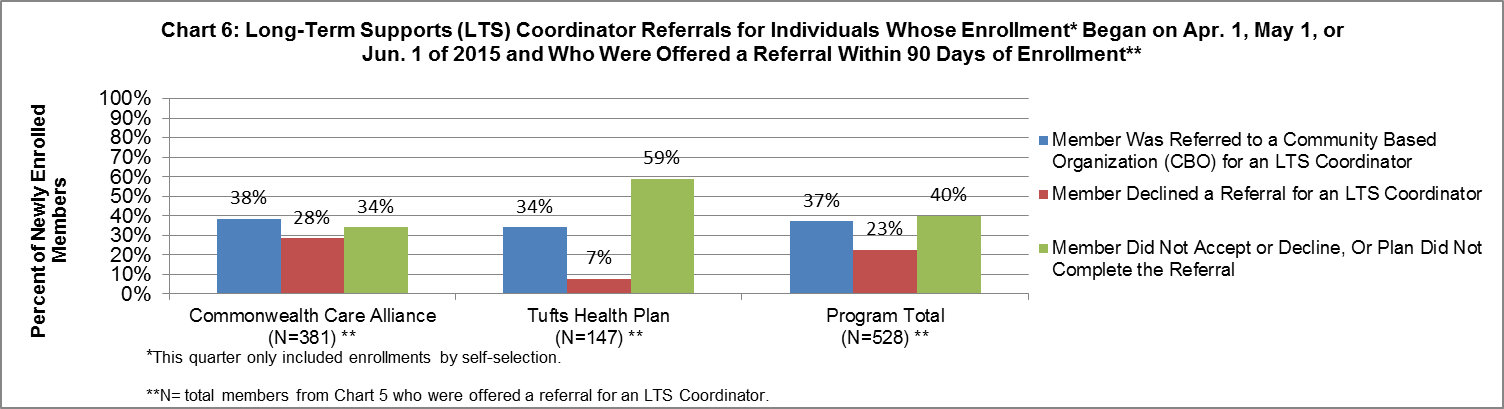 Chart 6: Long-Term Supports (LTS) Coordinator Referrals for Individuals Whose Enrollment* Began on Apr. 1, May 1, or
Jun. 1 of 2015 and Who Were Offered a Referral Within 90 Days of Enrollment**
Percent of Newly Enrolled
Members
100%
90%
80%
70%
60%
50%
40%
30%
20%
10%
0%
38%
28%
34%
34%
7%
59%
37%
23%
40%
Commonwealth Care Alliance
(N=381) **
Tufts Health Plan
(N=147) **
Program Total
(N=528) **
Member Was Referred to a Community Based
Organization (CBO) for an LTS Coordinator
Member Declined a Referral for an LTS Coordinator
Member Did Not Accept or Decline, Or Plan Did Not
Complete the Referral
*This quarter only included enrollments by self-selection.
**N= total members from Chart 5 who were offered a referral for an LTS Coordinator.